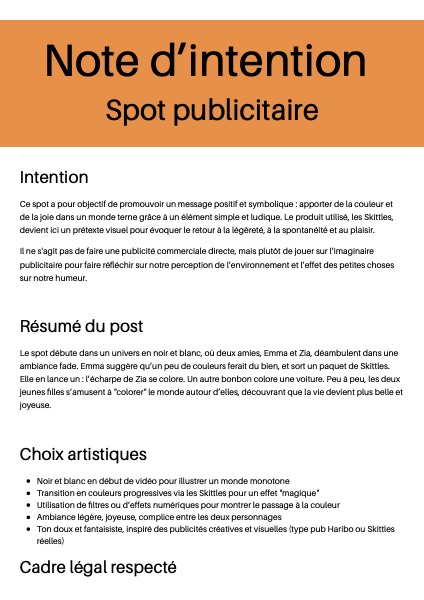 Note d’intention
Spot publicitaire
Intention
Ce spot a pour objectif de promouvoir un message positif et symbolique : apporter de la couleur et
de la joie dans un monde terne grâce à un élément simple et ludique. Le produit utilisé, les Skittles,
devient ici un prétexte visuel pour évoquer le retour à la légèreté, à la spontanéité et au plaisir.
Il ne s'agit pas de faire une publicité commerciale directe, mais plutôt de jouer sur l’imaginaire
publicitaire pour faire réfléchir sur notre perception de l’environnement et l’effet des petites choses
sur notre humeur.
Résumé du post
Le spot débute dans un univers en noir et blanc, où deux amies, Emma et Zia, déambulent dans une
ambiance fade. Emma suggère qu’un peu de couleurs ferait du bien, et sort un paquet de Skittles.
Elle en lance un : l’écharpe de Zia se colore. Un autre bonbon colore une voiture. Peu à peu, les deux
jeunes filles s’amusent à "colorer" le monde autour d’elles, découvrant que la vie devient plus belle et
joyeuse.
Choix artistiques
• Noir et blanc en début de vidéo pour illustrer un monde monotone
• Transition en couleurs progressives via les Skittles pour un effet "magique"
• Utilisation de filtres ou d’effets numériques pour montrer le passage à la couleur
• Ambiance légère, joyeuse, complice entre les deux personnages
• Ton doux et fantaisiste, inspiré des publicités créatives et visuelles (type pub Haribo ou Skittles
réelles)
Cadre légal respecté